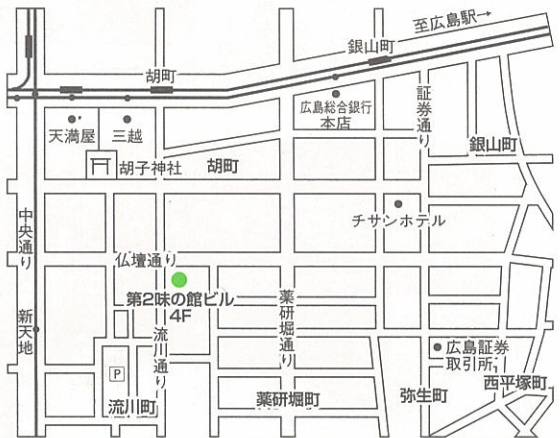 至広島駅→
銀山町
胡町
広島総合銀行
本店
証券通り
天満屋
三越
銀山町
胡子神社
胡町
チサンホテル
中央通り
仏壇通り
第2味の館ビル
4F
流川通り
薬研堀通り
新天地
広島証券
取引所
P
西平塚町
流川町
薬研堀町
弥生町